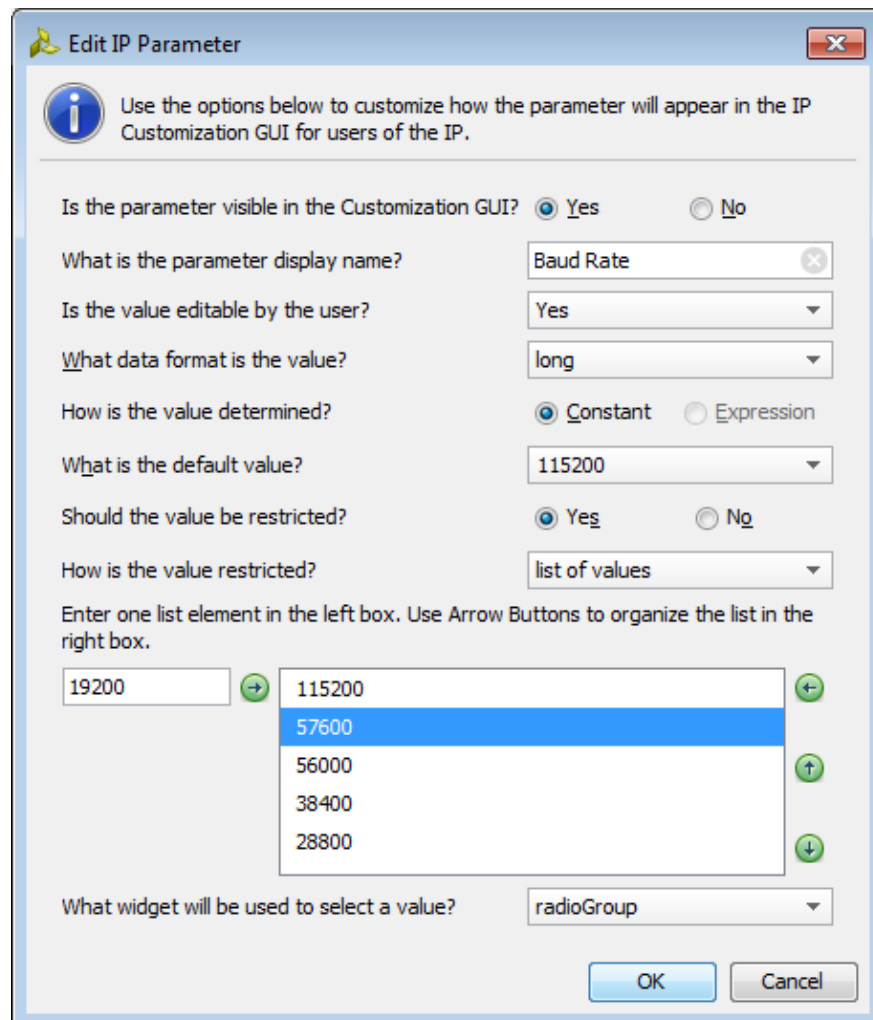 Edit IP Parameter
Use the options below to customize how the parameter will appear in the IP
Customization GUI for users of the IP.
Is the parameter visible in the Customization GUI? Yes No
What is the parameter display name? Baud Rate
Is the value editable by the user? Yes
What data format is the value? long
How is the value determined? Constant Expression
What is the default value? 115200
Should the value be restricted? Yes No
How is the value restricted? list of values
Enter one list element in the left box. Use Arrow Buttons to organize the list in the
right box.
19200 115200
57600
56000
38400
28800
What widget will be used to select a value? radioGroup
OK Cancel